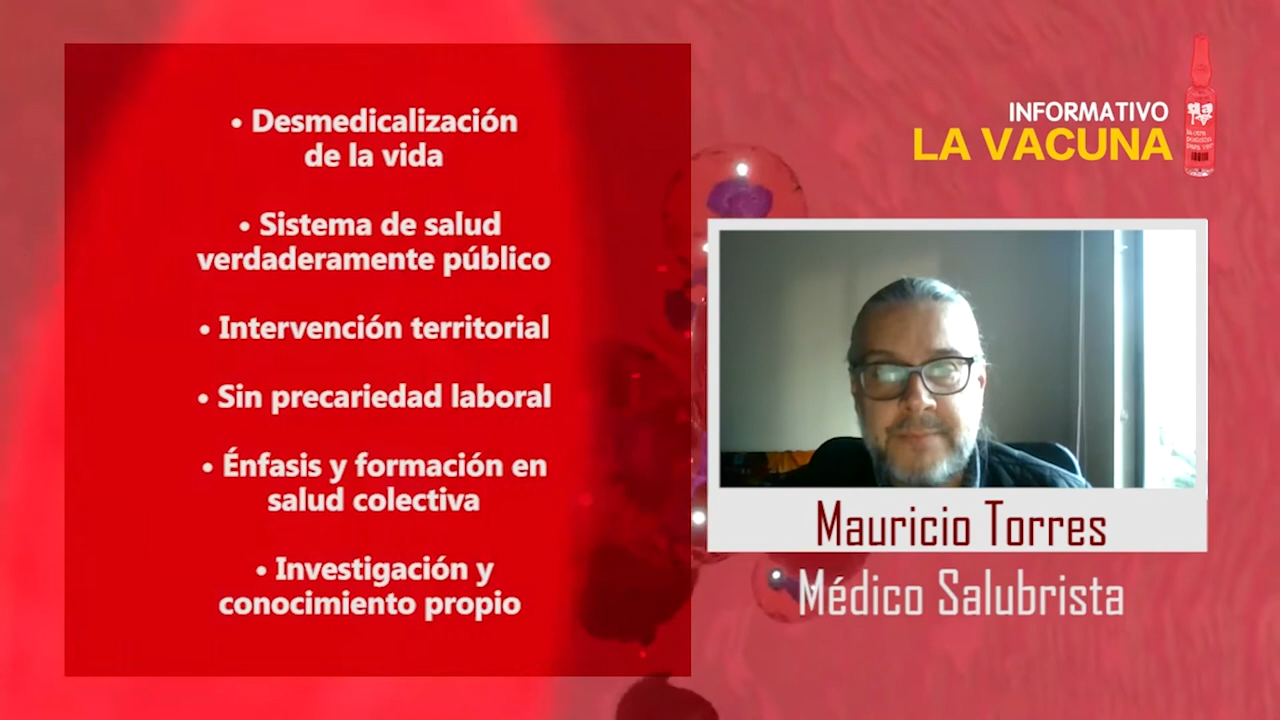 • Desmedicalización
de la vida
• Sistema de salud
verdaderamente público
• Intervención territorial
• Sin precariedad laboral
• Énfasis y formación en
salud colectiva
• Investigación y
conocimiento propio
INFORMATIVO
LA VACUNA
Mauricio Torres
Médico Salubrista